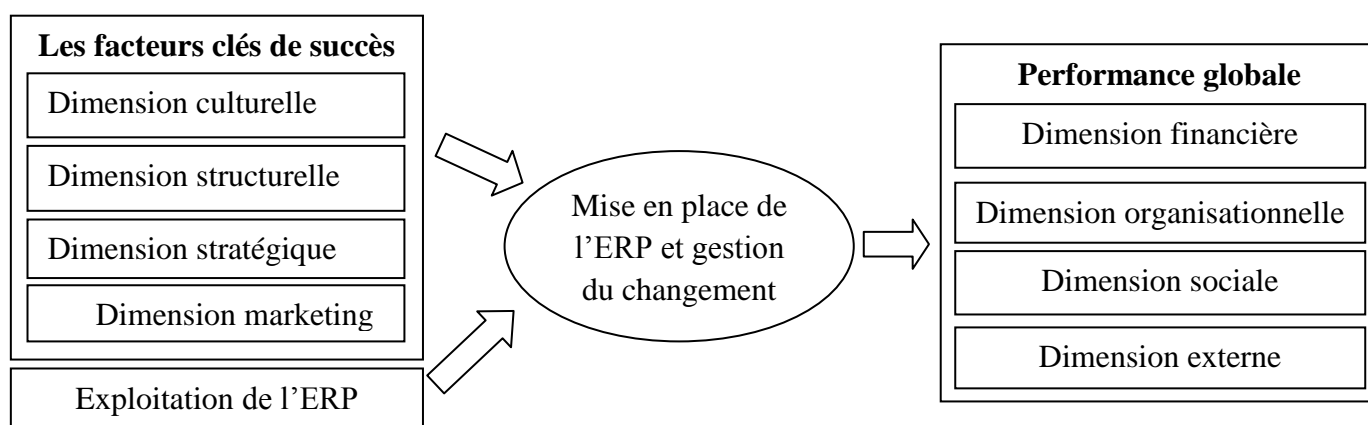 Les facteurs clés de succès
Dimension culturelle
Dimension structurelle
Dimension stratégique
Dimension marketing
Exploitation de l’ERP
Mise en place de
l’ERP et gestion
du changement
Performance globale
Dimension financière
Dimension organisationnelle
Dimension sociale
Dimension externe